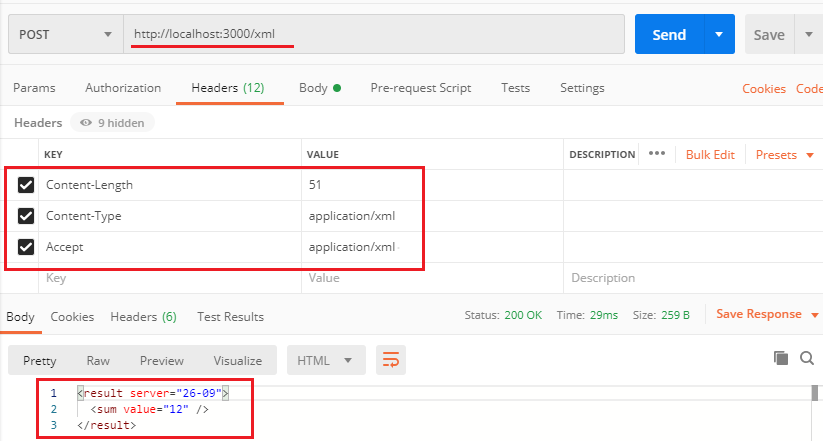 POST http://localhost:3000/xml Send Save
Params Authorization Headers (12) Body Pre-request Script Tests Settings Cookies Code
Headers 9 hidden
KEY VALUE DESCRIPTION ••• Bulk Edit Presets
Content-Length 51
Content-Type application/xml
Accept application/xml
Key Value Description
Body Cookies Headers (6) Test Results Status: 200 OK Time: 29ms Size: 259 B Save Response
Pretty Raw Preview Visualize HTML
1 <result server="26-09">
2 <sum value="12" />
3 </result>